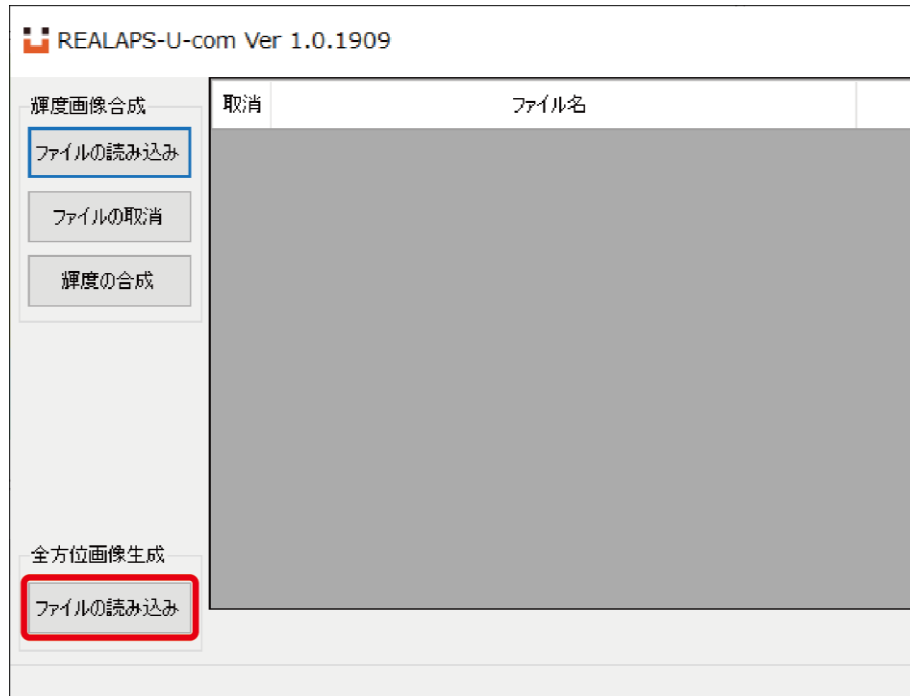 REALAPS-U-com Ver 1.0.1909
輝度画像合成
ファイルの読み込み
ファイルの取消
輝度の合成
取消
ファイル名
全方位画像生成
ファイルの読み込み